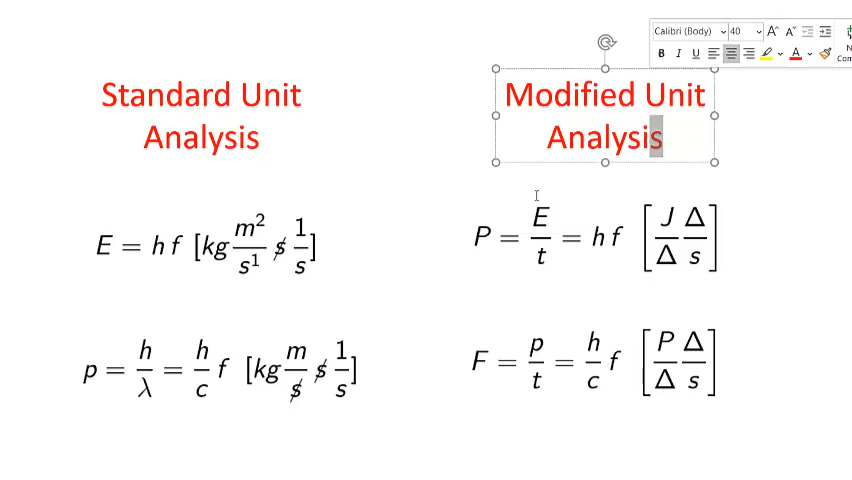 Calibri (Body) 40 A^ A˅
B I U A
Standard Unit
Analysis
Modified Unit
Analysis
E = h f [kg m²/s¹ s̸ 1/s]
P = E/t = h f [J/Δ Δ/s]
p = h/λ = h/c f [kg m/s̸ s̸ 1/s]
F = p/t = h/c f [P/Δ Δ/s]